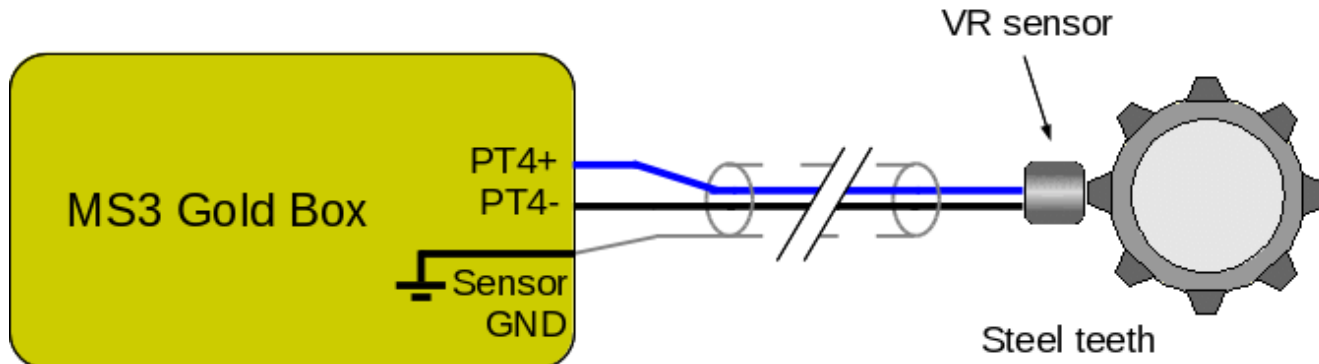 VR sensor
PT4+
MS3 Gold Box
PT4-
Sensor
GND
Steel teeth